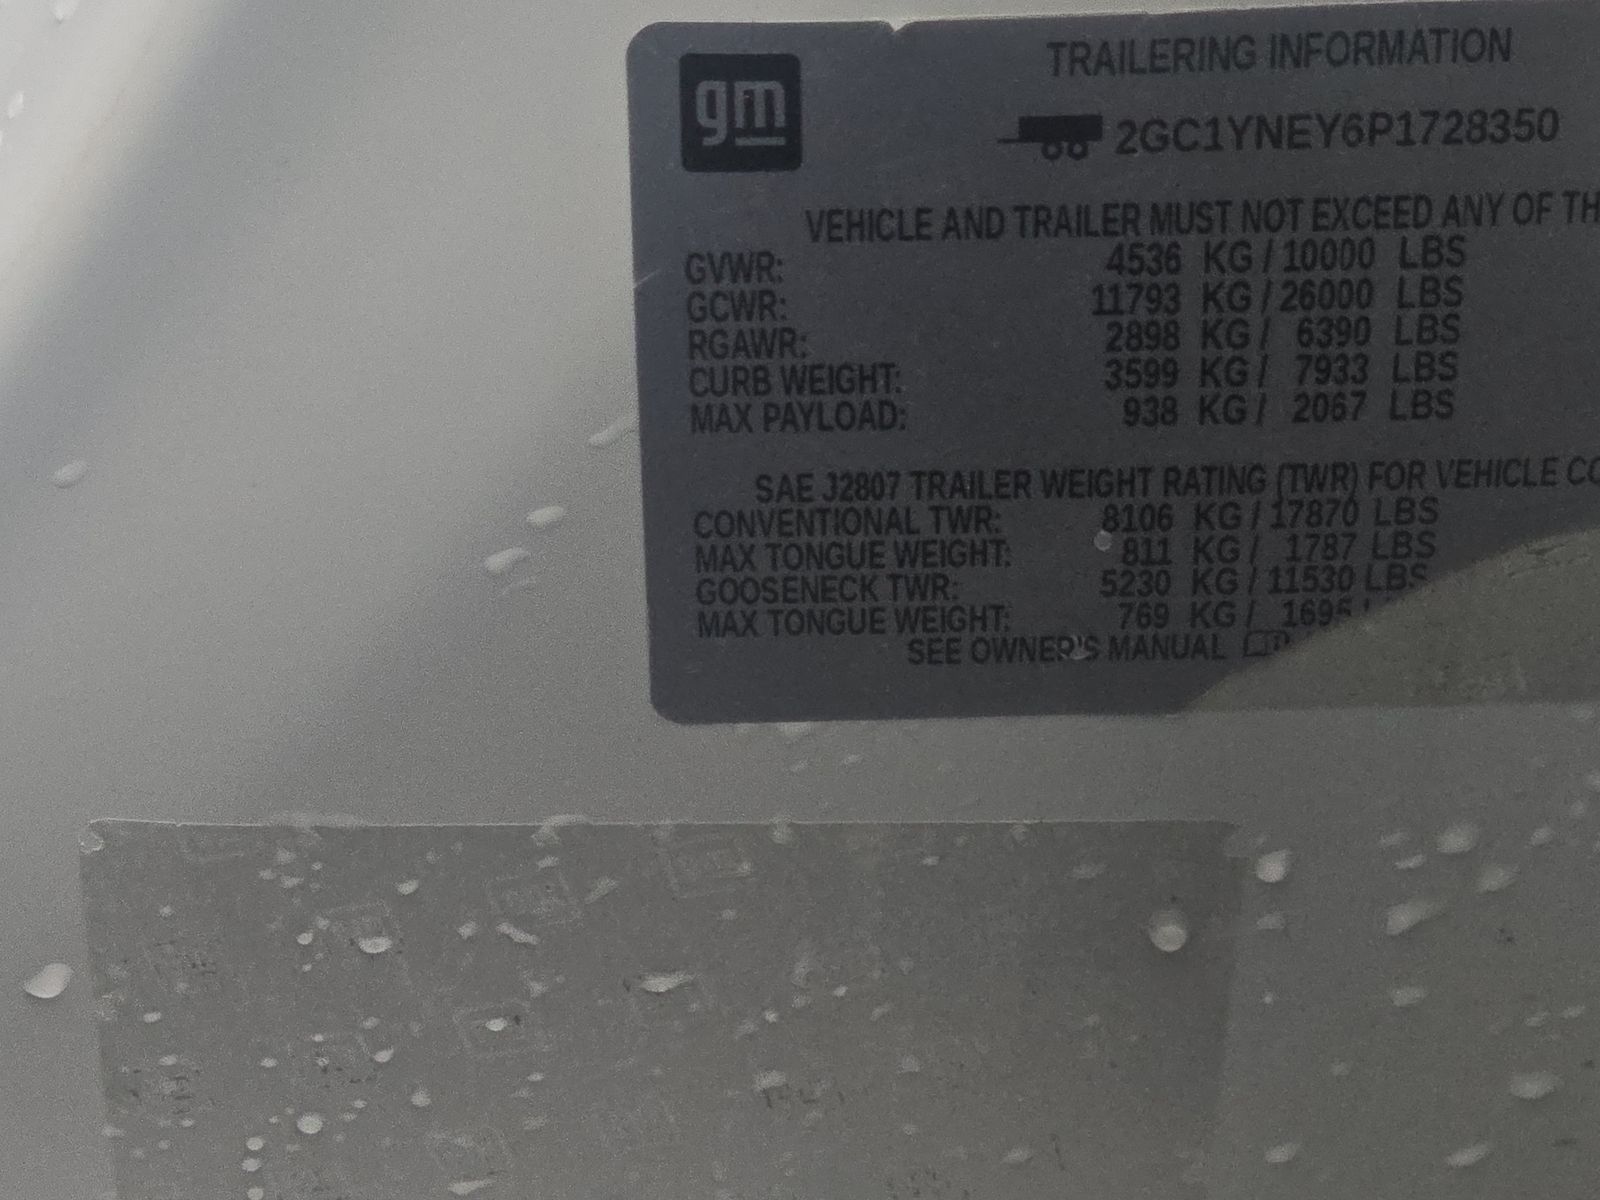 gm
TRAILERING INFORMATION
2GC1YNEY6P1728350
VEHICLE AND TRAILER MUST NOT EXCEED ANY OF TH
GVWR: 4536 KG / 10000 LBS
GCWR: 11793 KG / 26000 LBS
RGAWR: 2898 KG / 6390 LBS
CURB WEIGHT: 3599 KG / 7933 LBS
MAX PAYLOAD: 938 KG / 2067 LBS
SAE J2807 TRAILER WEIGHT RATING (TWR) FOR VEHICLE CO
CONVENTIONAL TWR: 8106 KG / 17870 LBS
MAX TONGUE WEIGHT: 811 KG / 1787 LBS
GOOSENECK TWR: 5230 KG / 11530 LBS
MAX TONGUE WEIGHT: 769 KG / 1695 L
SEE OWNER'S MANUAL